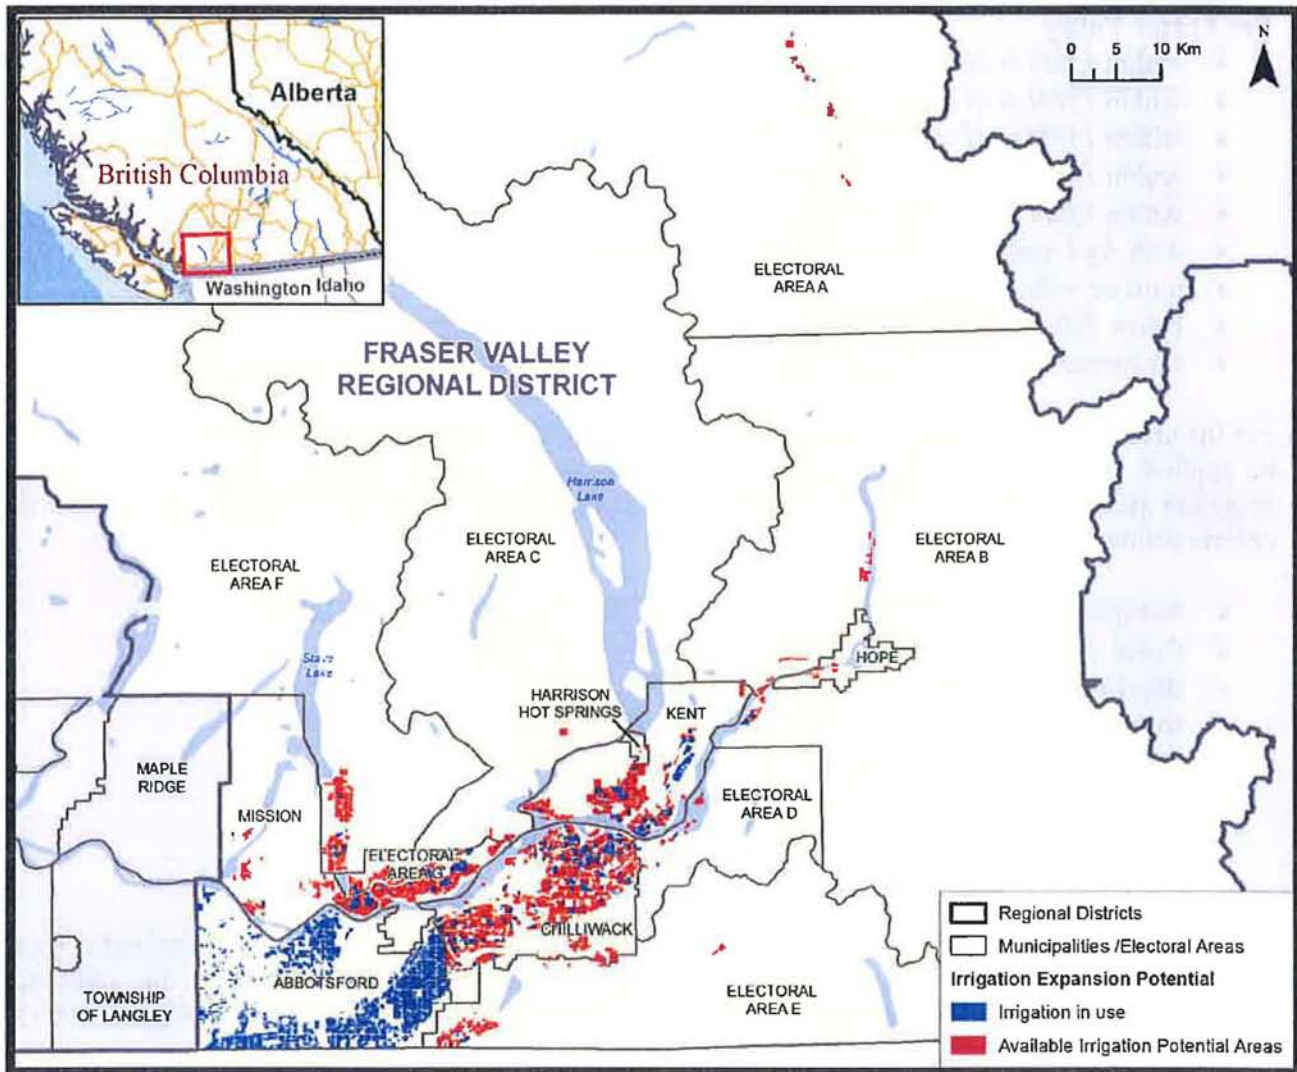 Alberta
British Columbia
Washington Idaho
0 5 10 Km
N
ELECTORAL
AREA A
FRASER VALLEY
REGIONAL DISTRICT
Harrison
Lake
ELECTORAL
AREA C
ELECTORAL
AREA B
ELECTORAL
AREA F
Stave
Lake
HOPE
HARRISON
HOT SPRINGS
KENT
MAPLE
RIDGE
MISSION
ELECTORAL
AREA D
ELECTORAL
AREA G
CHILLIWACK
ABBOTSFORD
TOWNSHIP
OF LANGLEY
ELECTORAL
AREA E
Regional Districts
Municipalities /Electoral Areas
Irrigation Expansion Potential
Irrigation in use
Available Irrigation Potential Areas